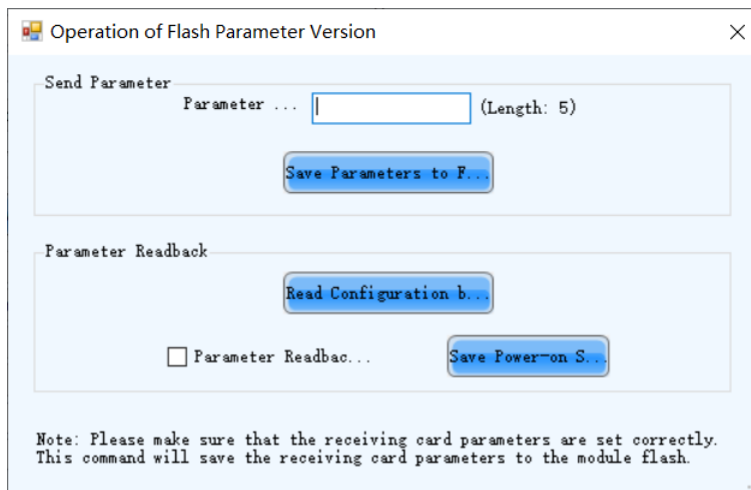 Operation of Flash Parameter Version
Send Parameter
Parameter ...
(Length: 5)
Save Parameters to F...
Parameter Readback
Read Configuration b...
Parameter Readbac...
Save Power-on S...
Note: Please make sure that the receiving card parameters are set correctly.
This command will save the receiving card parameters to the module flash.